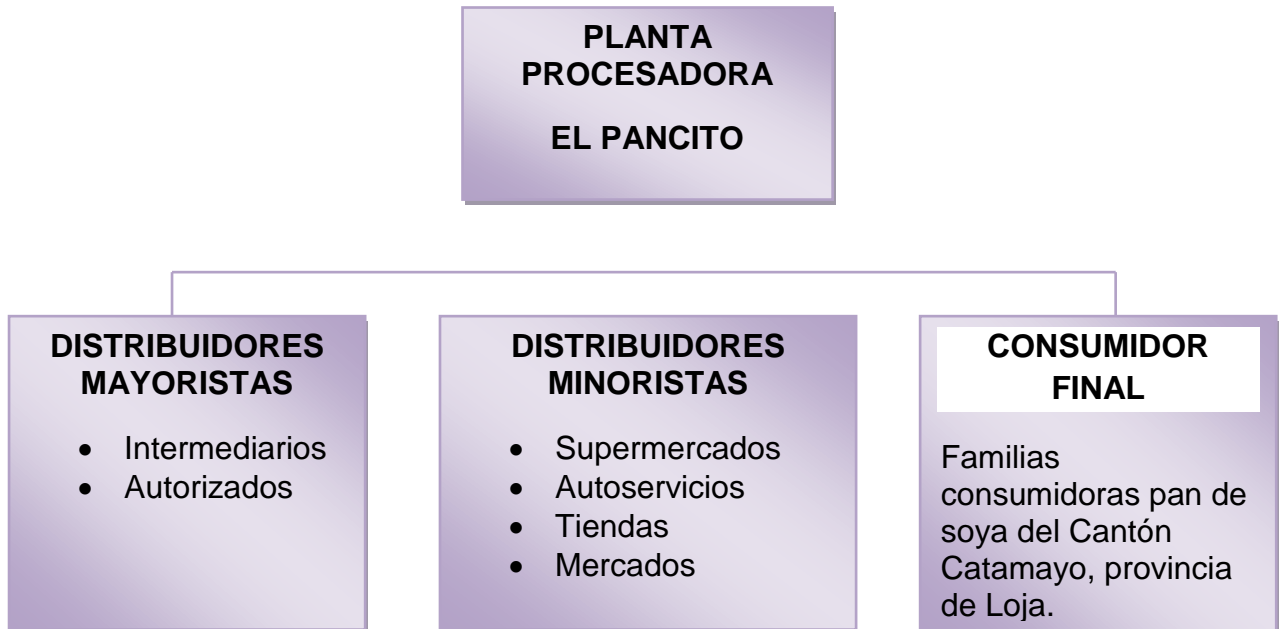 PLANTA
PROCESADORA
EL PANCITO
DISTRIBUIDORES
MAYORISTAS
• Intermediarios
• Autorizados
DISTRIBUIDORES
MINORISTAS
• Supermercados
• Autoservicios
• Tiendas
• Mercados
CONSUMIDOR
FINAL
Familias
consumidoras pan de
soya del Cantón
Catamayo, provincia
de Loja.